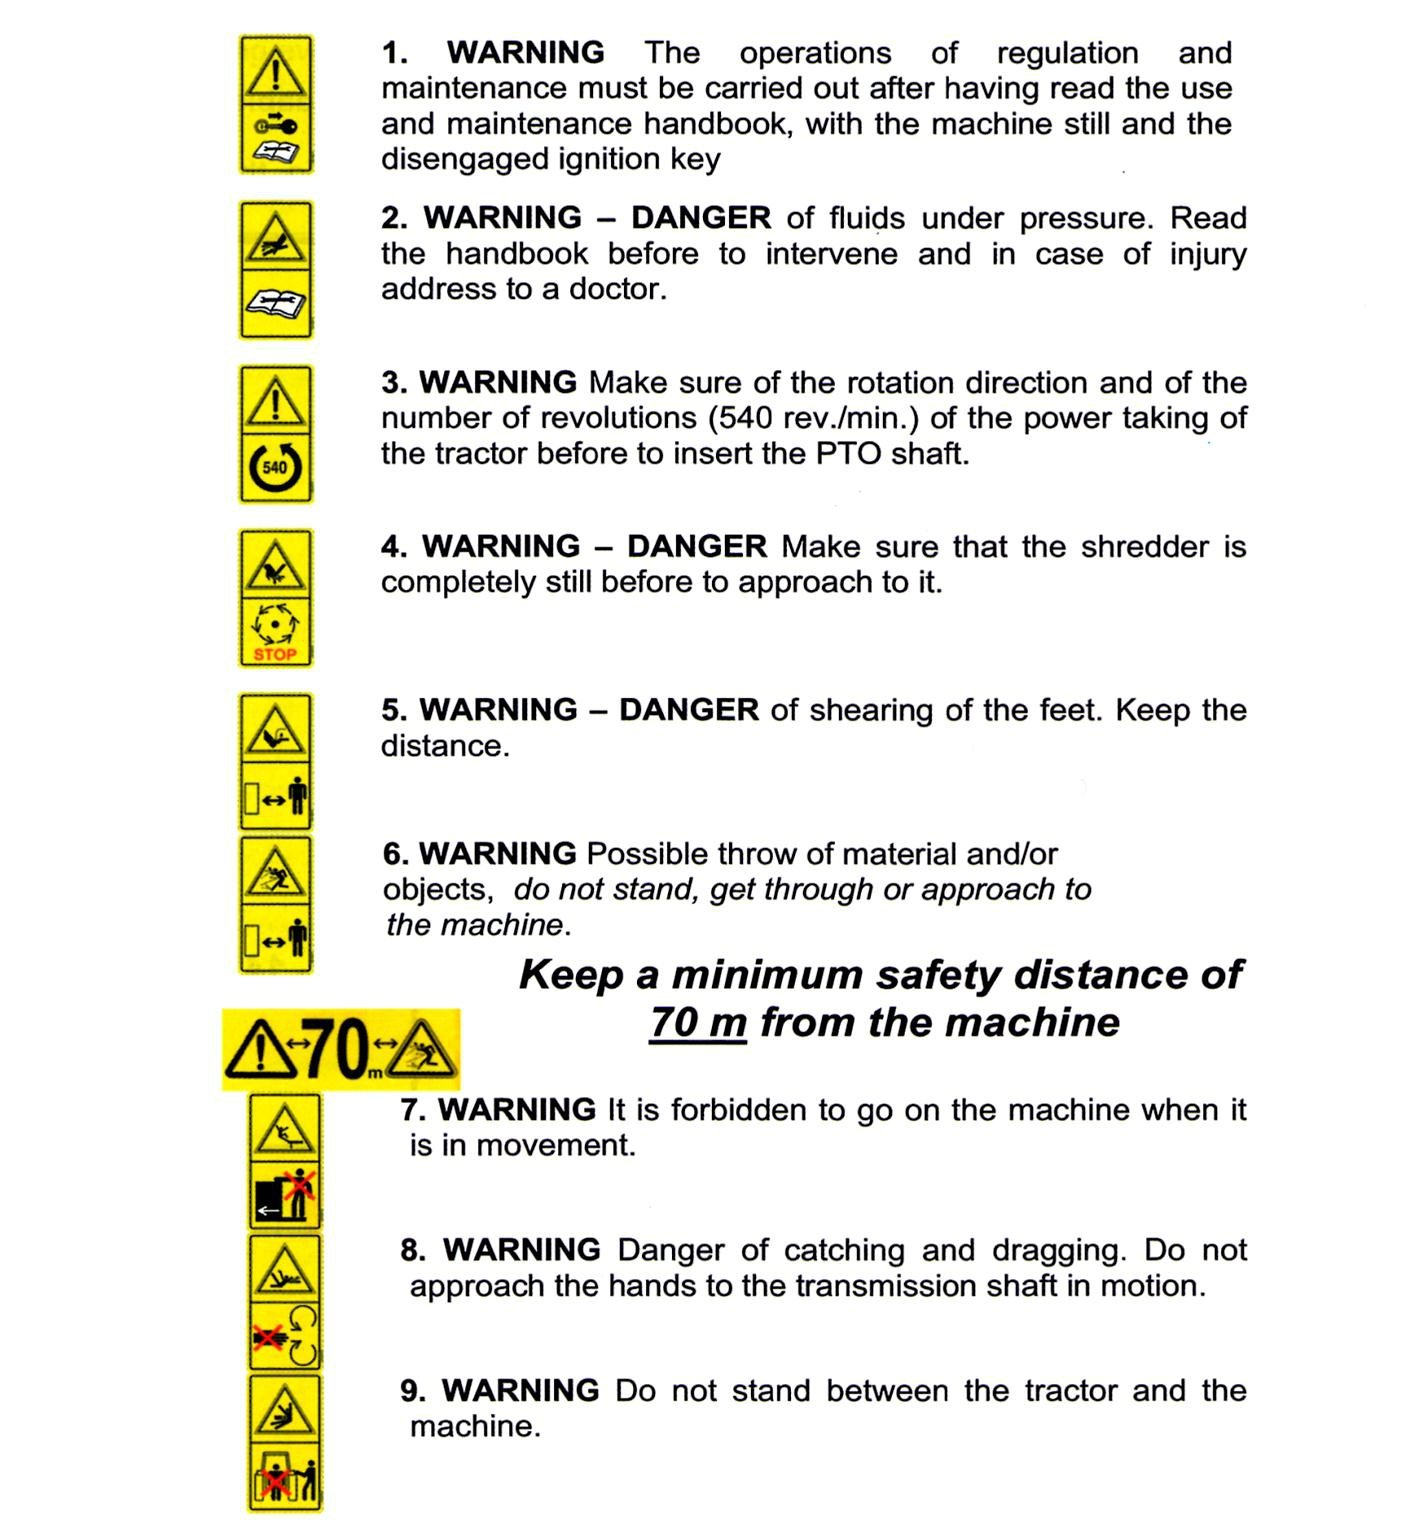 1. WARNING The operations of regulation and
maintenance must be carried out after having read the use
and maintenance handbook, with the machine still and the
disengaged ignition key
2. WARNING – DANGER of fluids under pressure. Read
the handbook before to intervene and in case of injury
address to a doctor.
3. WARNING Make sure of the rotation direction and of the
number of revolutions (540 rev./min.) of the power taking of
the tractor before to insert the PTO shaft.
540
4. WARNING – DANGER Make sure that the shredder is
completely still before to approach to it.
STOP
5. WARNING – DANGER of shearing of the feet. Keep the
distance.
6. WARNING Possible throw of material and/or
objects, do not stand, get through or approach to
the machine.
Keep a minimum safety distance of
70 m from the machine
70 m
7. WARNING It is forbidden to go on the machine when it
is in movement.
8. WARNING Danger of catching and dragging. Do not
approach the hands to the transmission shaft in motion.
9. WARNING Do not stand between the tractor and the
machine.